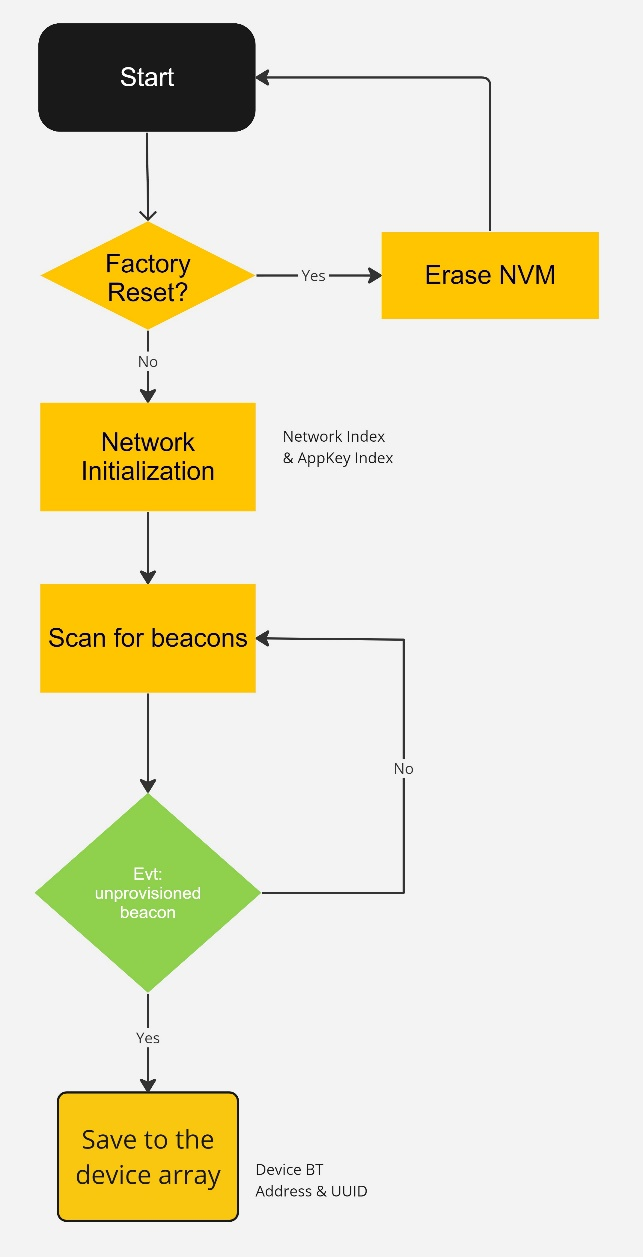 Start
Factory
Reset?
Yes
Erase NVM
No
Network
Initialization
Network Index
& AppKey Index
Scan for beacons
No
Evt:
unprovisioned
beacon
Yes
Save to the
device array
Device BT
Address & UUID